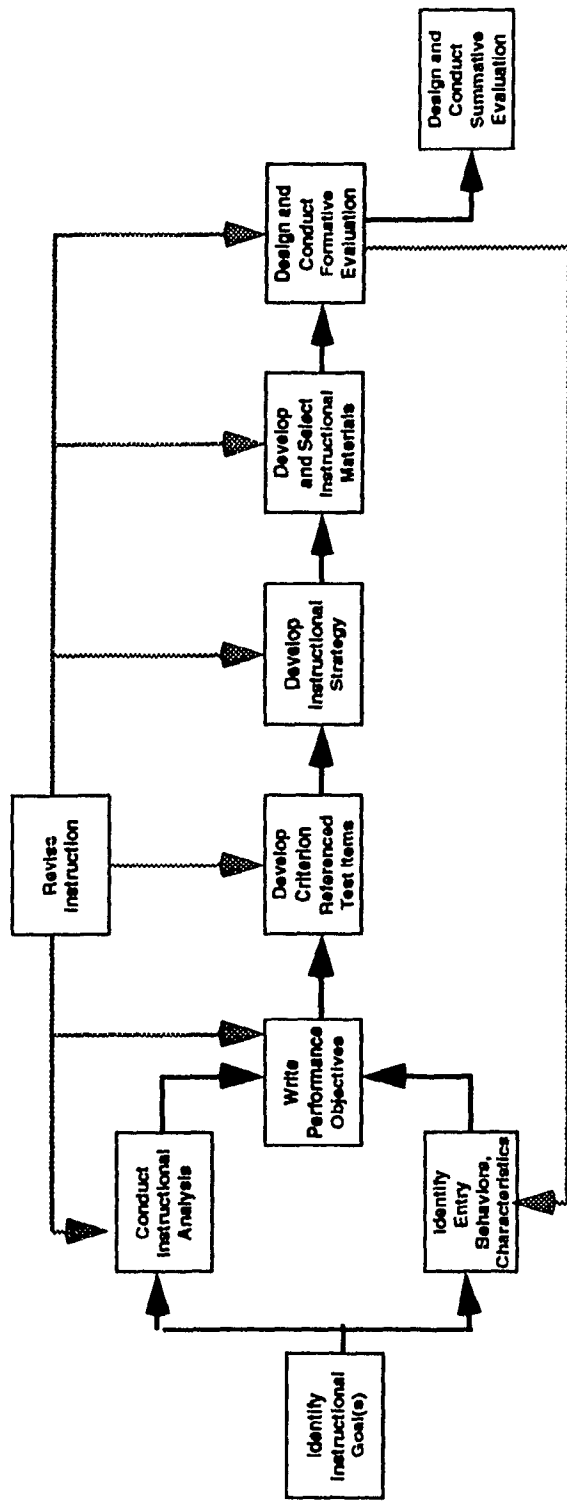 Identify
Instructional
Goal(s)
Conduct
Instructional
Analysis
Identify
Entry
Behaviors,
Characteristics
Revise
Instruction
Write
Performance
Objectives
Develop
Criterion
Referenced
Test Items
Develop
Instructional
Strategy
Develop
and Select
Instructional
Materials
Design and
Conduct
Formative
Evaluation
Design and
Conduct
Summative
Evaluation